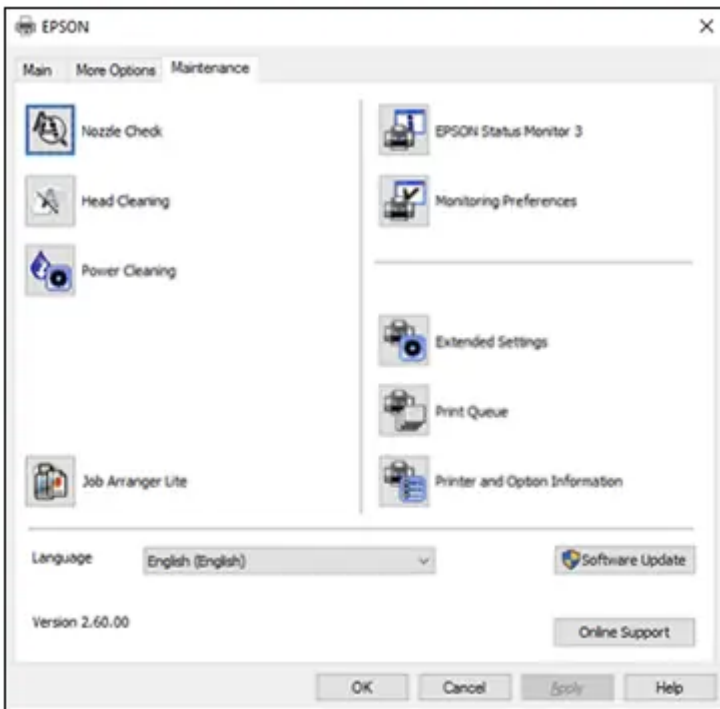 EPSON
Main More Options Maintenance
Nozzle Check
Head Cleaning
Power Cleaning
Job Arranger Lite
EPSON Status Monitor 3
Monitoring Preferences
Extended Settings
Print Queue
Printer and Option Information
Language English (English) Software Update
Version 2.60.00
Online Support
OK Cancel Apply Help